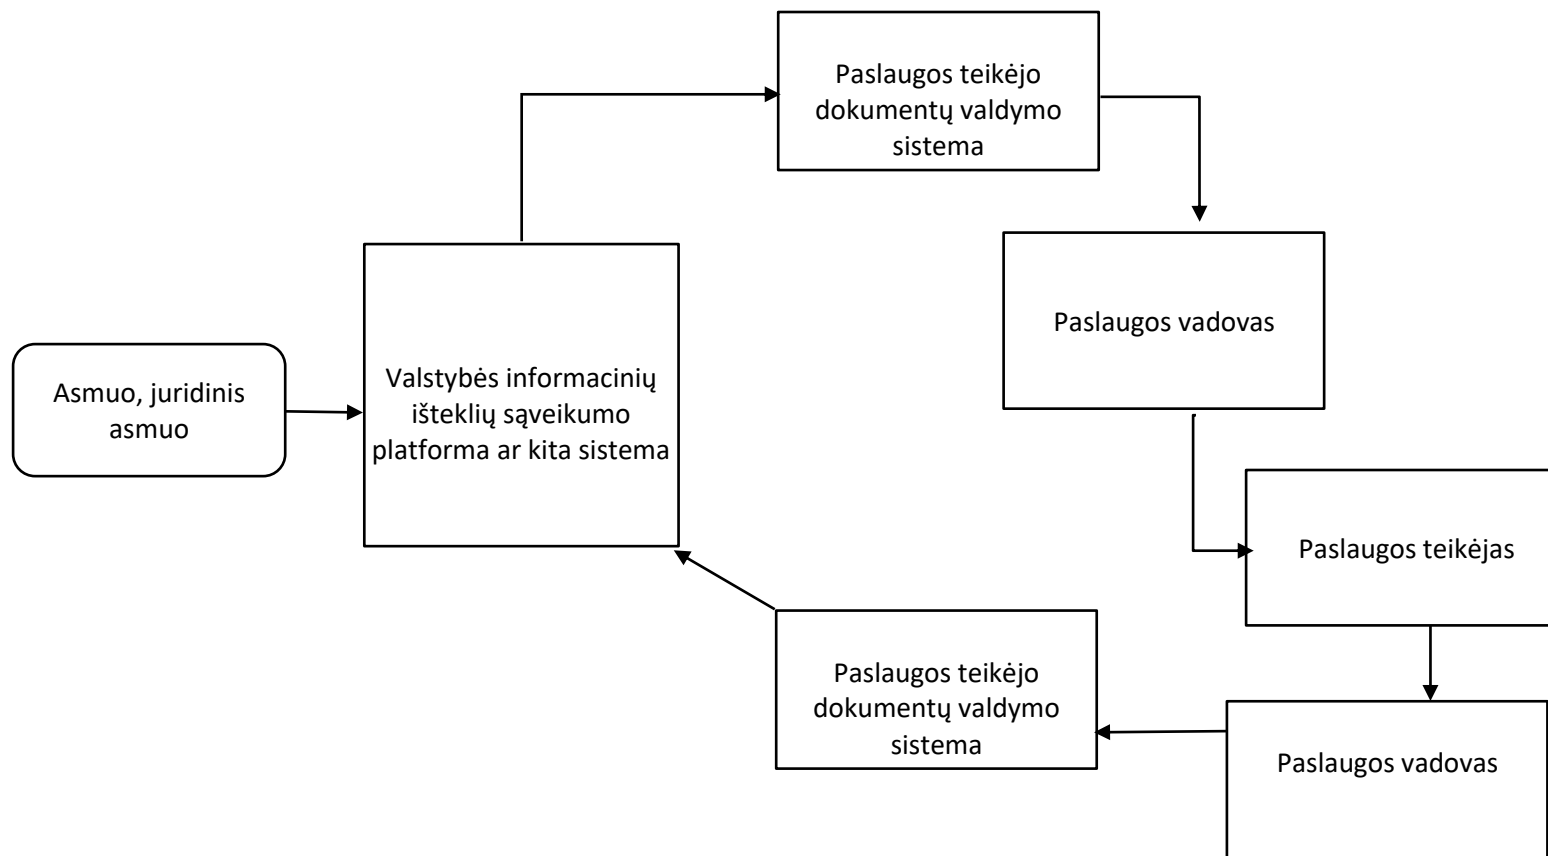 Paslaugos teikėjo
dokumentų valdymo
sistema
Paslaugos vadovas
Asmuo, juridinis
asmuo
Valstybės informacinių
išteklių sąveikumo
platforma ar kita sistema
Paslaugos teikėjas
Paslaugos teikėjo
dokumentų valdymo
sistema
Paslaugos vadovas